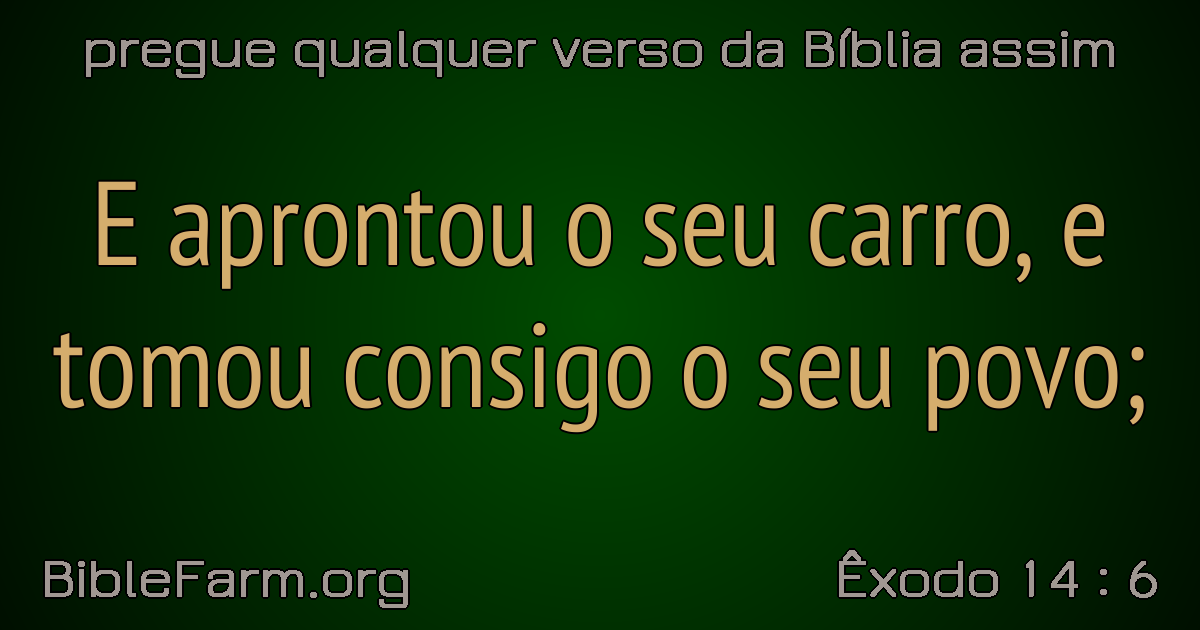 pregue qualquer verso da Bíblia assim
E aprontou o seu carro, e
tomou consigo o seu povo;
BibleFarm.org
Êxodo 14 : 6